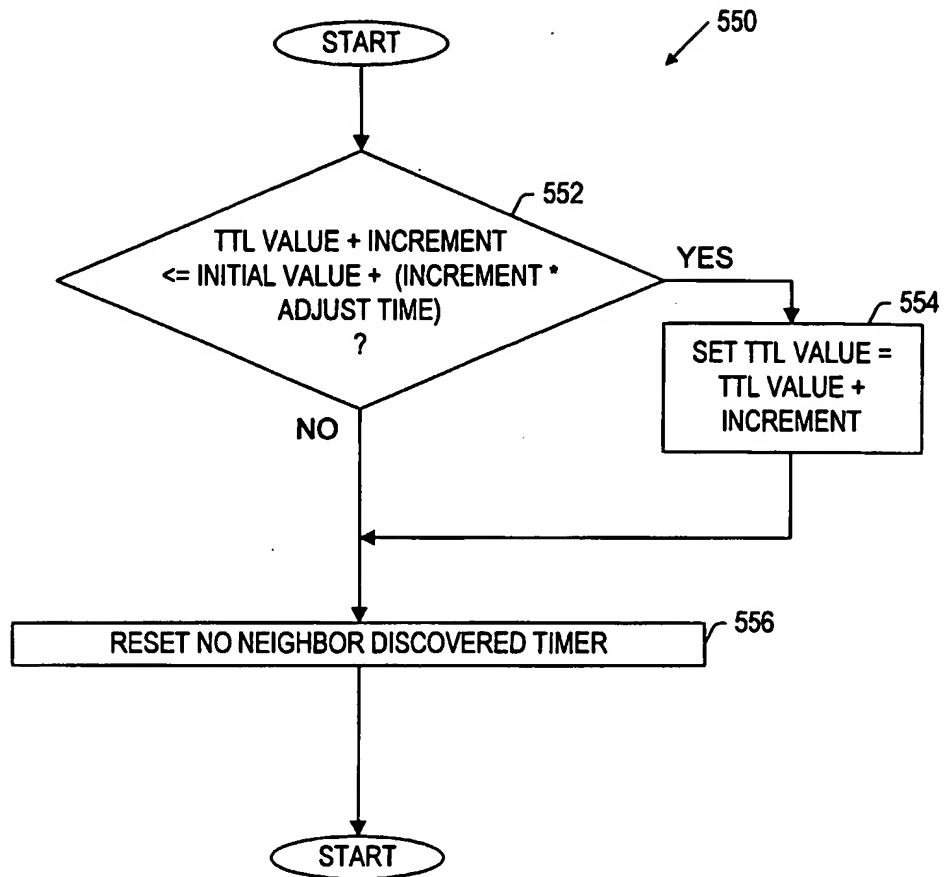 START
550
552
TTL VALUE + INCREMENT
<= INITIAL VALUE + (INCREMENT *
ADJUST TIME)
?
YES
554
SET TTL VALUE =
TTL VALUE +
INCREMENT
NO
556
RESET NO NEIGHBOR DISCOVERED TIMER
START